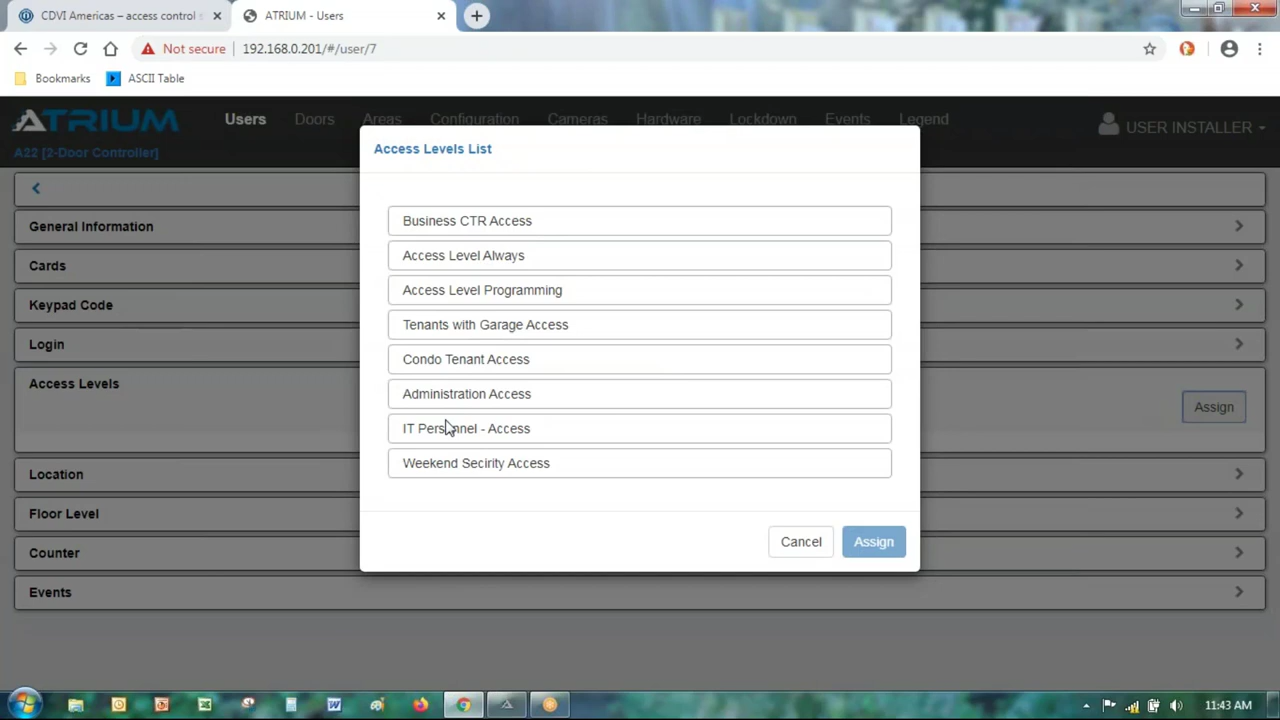 CDVI Americas – access control s
ATRIUM - Users
Not secure
192.168.0.201/#/user/7
Bookmarks
ASCII Table
ATRIUM
Users
Doors
Areas
Configuration
Cameras
Hardware
Lockdown
Events
Legend
USER INSTALLER
A22 [2-Door Controller]
Access Levels List
Business CTR Access
Access Level Always
Access Level Programming
Tenants with Garage Access
Condo Tenant Access
Administration Access
IT Personnel - Access
Weekend Secirity Access
Cancel
Assign
General Information
Cards
Keypad Code
Login
Access Levels
Assign
Location
Floor Level
Counter
Events
11:43 AM